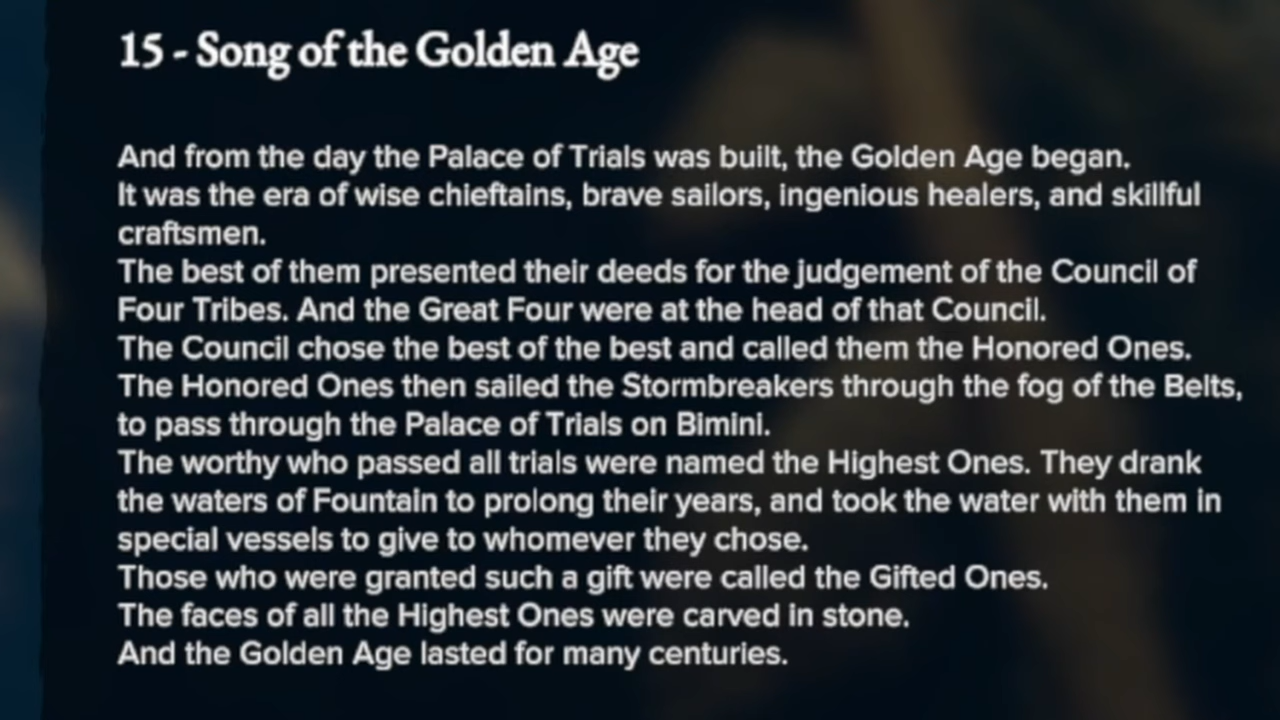 15 - Song of the Golden Age
And from the day the Palace of Trials was built, the Golden Age began.
It was the era of wise chieftains, brave sailors, ingenious healers, and skillful
craftsmen.
The best of them presented their deeds for the judgement of the Council of
Four Tribes. And the Great Four were at the head of that Council.
The Council chose the best of the best and called them the Honored Ones.
The Honored Ones then sailed the Stormbreakers through the fog of the Belts,
to pass through the Palace of Trials on Bimini.
The worthy who passed all trials were named the Highest Ones. They drank
the waters of Fountain to prolong their years, and took the water with them in
special vessels to give to whomever they chose.
Those who were granted such a gift were called the Gifted Ones.
The faces of all the Highest Ones were carved in stone.
And the Golden Age lasted for many centuries.